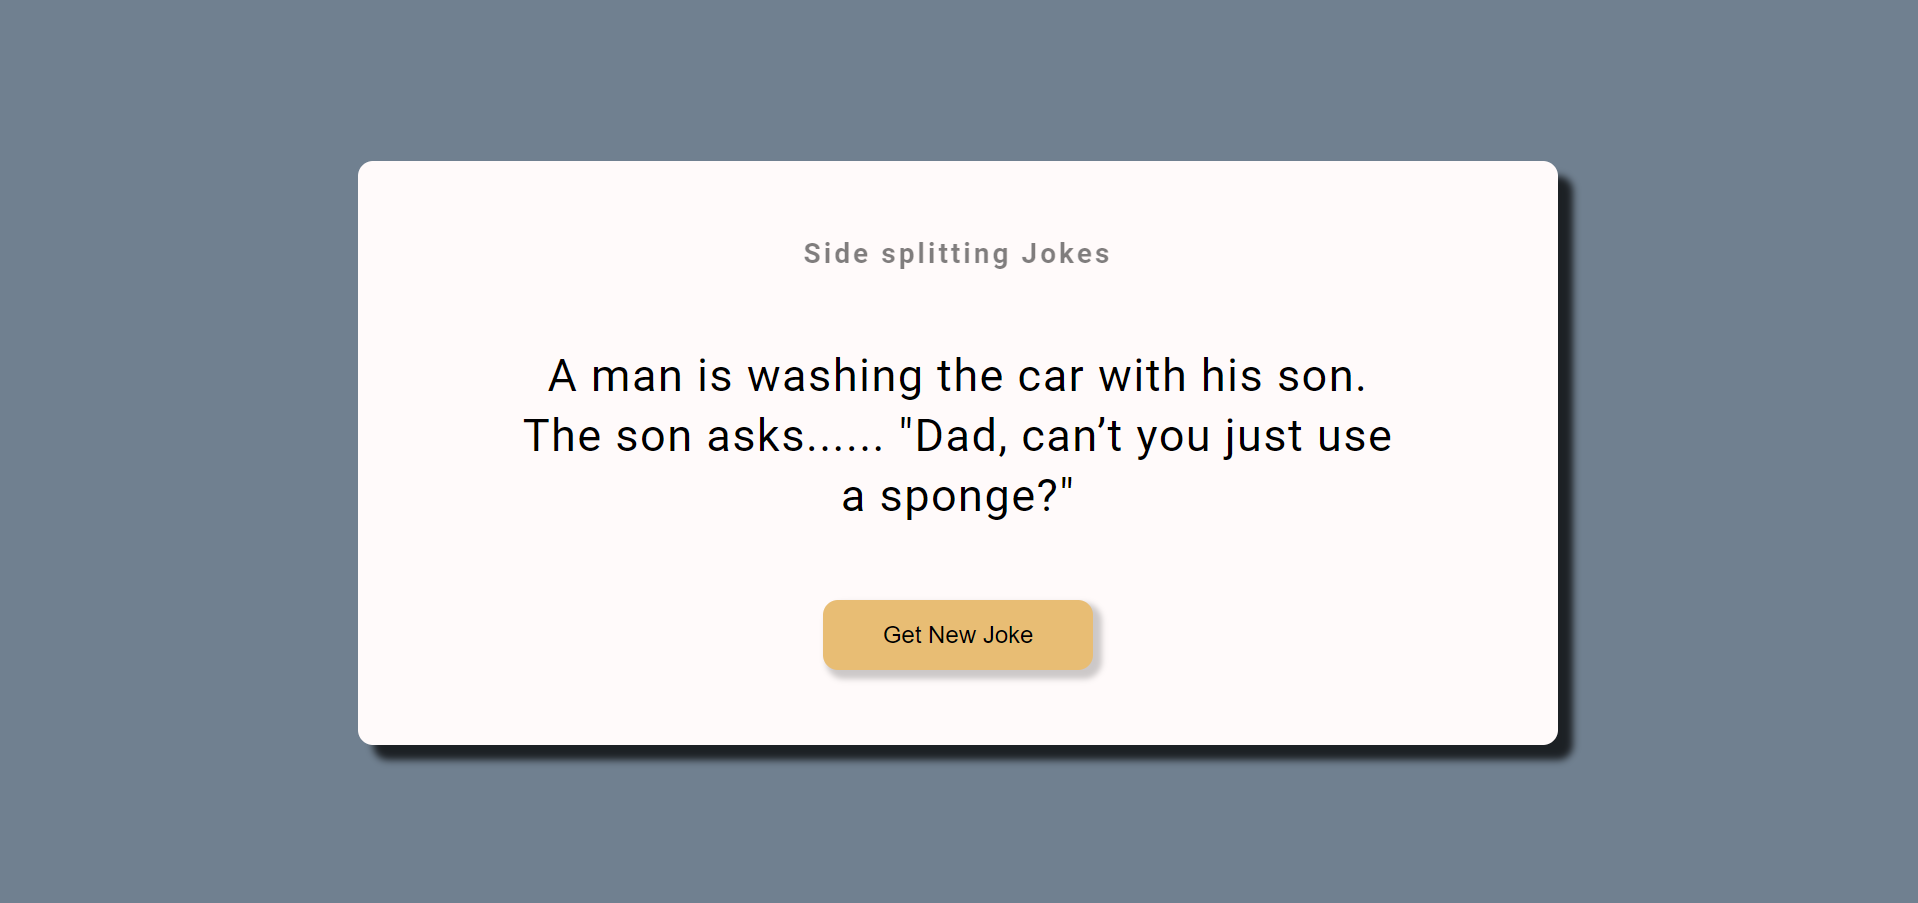 Side splitting Jokes
A man is washing the car with his son.
The son asks...... "Dad, can’t you just use
a sponge?"
Get New Joke